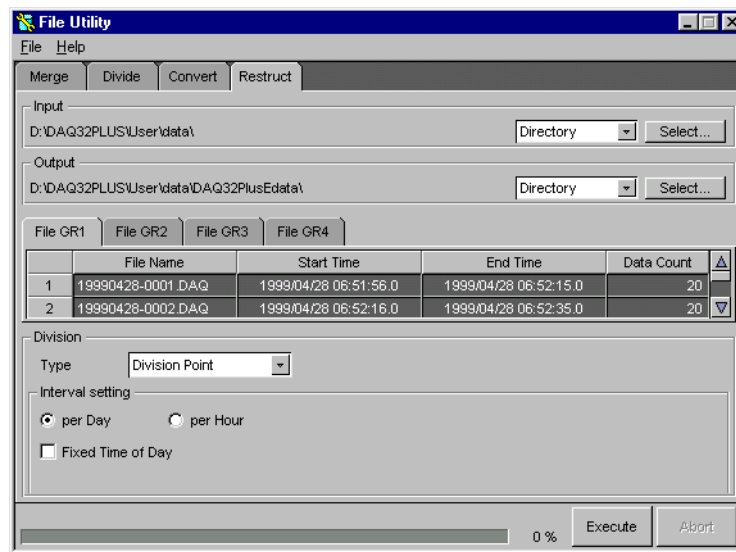 File Utility
File Help
Merge Divide Convert Restruct
Input
D:\DAQ32PLUS\User\data\ Directory Select...
Output
D:\DAQ32PLUS\User\data\DAQ32PlusEdata\ Directory Select...
File GR1 File GR2 File GR3 File GR4
File Name Start Time End Time Data Count
1 19990428-0001.DAQ 1999/04/28 06:51:56.0 1999/04/28 06:52:15.0 20
2 19990428-0002.DAQ 1999/04/28 06:52:16.0 1999/04/28 06:52:35.0 20
Division
Type Division Point
Interval setting
per Day per Hour
Fixed Time of Day
0 % Execute Abort